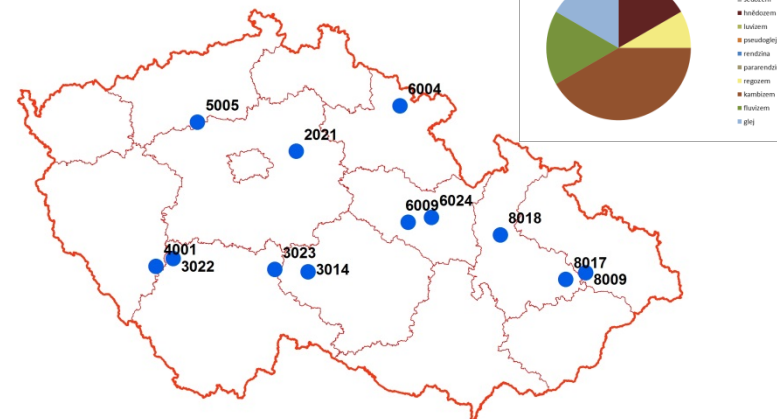 hnědozem
luvizem
pseudoglej
rendzina
pararendzi
regozem
kambizem
fluvizem
glej
6004
5005
2021
6009
6024
8018
4001
3022
3023
3014
8017
8009